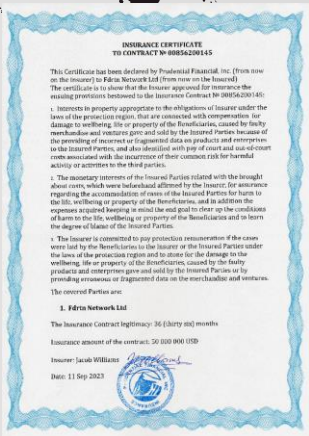 INSURANCE CERTIFICATE
TO CONTRACT № 00856200145
This Certificate has been declared by Prudential Financial, Inc. (from now
on the insurer) to Fdrtn Network Ltd (from now on the Insured)
The certificate is to show that the Insurer approved for insurance the
ensuing provisions bestowed to the Insurance Contract № 00856200145:
1. Interests in property appropriate to the obligations of Insurer under the
laws of the protection region, that are connected with compensation for
damage to wellbeing, life or property of the Beneficiaries, caused by faulty
merchandise and ventures gave and sold by the Insured Parties because of
the providing of incorrect or fragmented data on products and enterprises
to the Insured Parties, and also identified with pay of court and out-of-court
costs associated with the incurrence of their common risk for harmful
activity or activities to the third parties.
2. The monetary interests of the Insured Parties related with the brought
about costs, which were beforehand affirmed by the Insurer, for assurance
regarding the accommodation of cases of the Insured Parties for harm to
the life, wellbeing or property of the Beneficiaries, and in addition the
expenses acquired keeping in mind the end goal to clear up the conditions
of harm to the life, wellbeing or property of the Beneficiaries and to learn
the degree of blame of the Insured Parties.
3. The Insurer is committed to pay protection remuneration if the cases
were laid by the Beneficiaries to the Insurer or the Insured Parties under
the laws of the protection region and to atone for the damage to the
wellbeing, life or property of the Beneficiaries, caused by the faulty
products and enterprises gave and sold by the Insured Parties or by
providing erroneous or fragmented data on the merchandise and ventures.
The covered Parties are:
1. Fdrtn Network Ltd
The Insurance Contract legitimacy: 36 (thirty six) months
Insurance amount of the contract: 50 000 000 USD
Insurer: Jacob Williams
Date: 11 Sep 2023